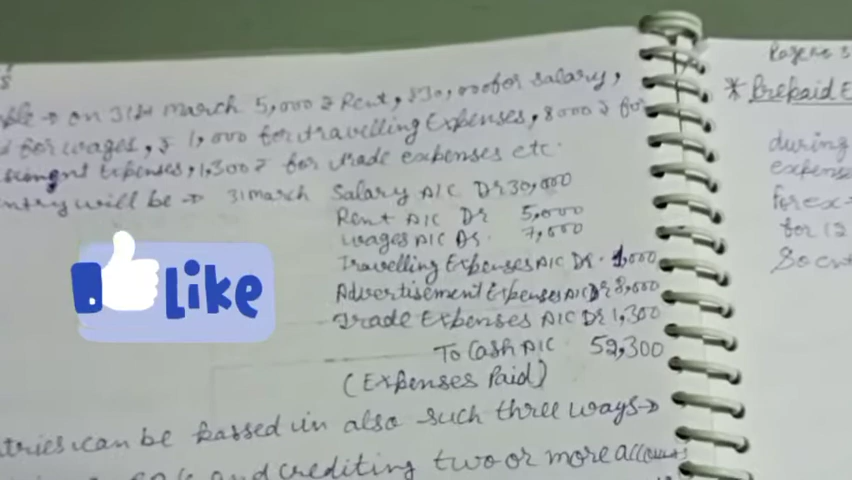 on 31st march 5,000 ₹ Rent, ₹30,000 for salary,
for wages, ₹ 1,000 for travelling Expenses, 8000 ₹ for
Expenses, 1,300 ₹ for trade expenses etc.
entry will be → 31 march Salary A/C Dr 30,000
Rent A/C Dr 5,000
wages A/C Dr. 7,000
Travelling Expenses A/C Dr. 1,000
Advertisement Expenses A/C Dr 8,000
Trade Expenses A/C Dr 1,300
To Cash A/C 52,300
(Expenses Paid)
can be passed in also such three ways →
and crediting two or more accounts
Page no 3
* Prepaid E
during
expense
for ex-
for 12
So ent
Like